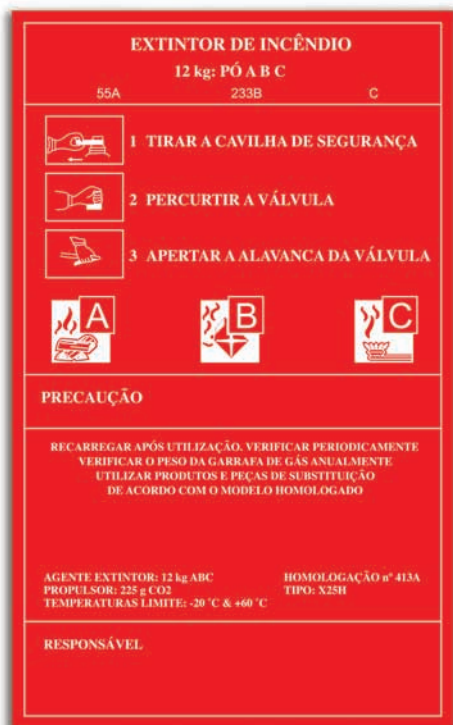 EXTINTOR DE INCÊNDIO
12 kg: PÓ A B C
55A 233B C
1 TIRAR A CAVILHA DE SEGURANÇA
2 PERCURTIR A VÁLVULA
3 APERTAR A ALAVANCA DA VÁLVULA
A B C
PRECAUÇÃO
RECARREGAR APÓS UTILIZAÇÃO. VERIFICAR PERIODICAMENTE
VERIFICAR O PESO DA GARRAFA DE GÁS ANUALMENTE
UTILIZAR PRODUTOS E PEÇAS DE SUBSTITUIÇÃO
DE ACORDO COM O MODELO HOMOLOGADO
AGENTE EXTINTOR: 12 kg ABC HOMOLOGAÇÃO nº 413A
PROPULSOR: 225 g CO2 TIPO: X25H
TEMPERATURAS LIMITE: -20 ˚C & +60 ˚C
RESPONSÁVEL